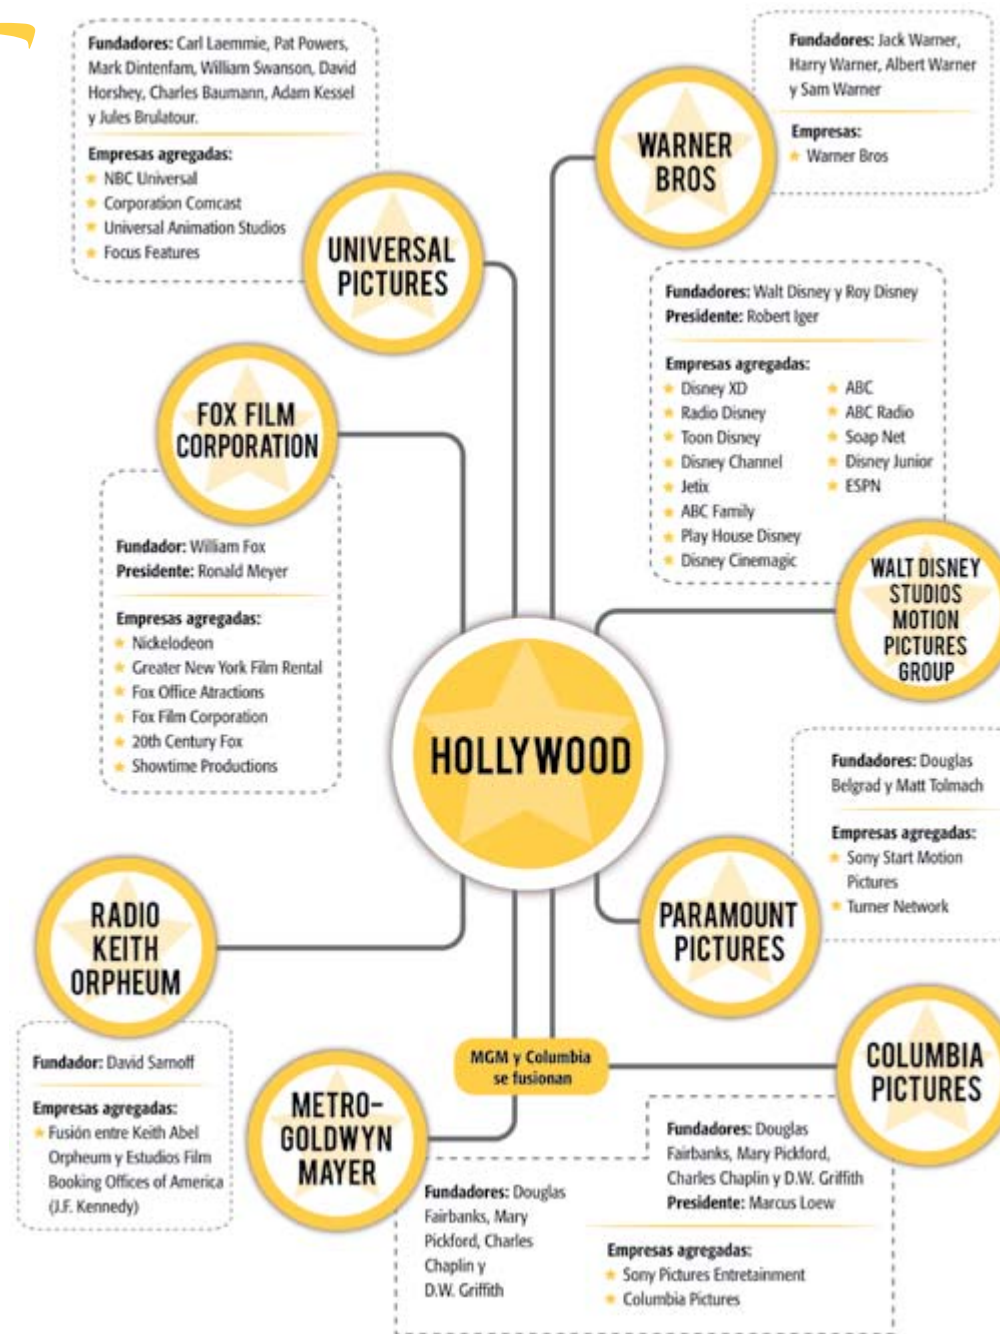 Fundadores: Carl Laemmie, Pat Powers,
Mark Dintenfam, William Swanson, David
Horshey, Charles Baumann, Adam Kessel
y Jules Brulatour.
Empresas agregadas:
NBC Universal
Corporation Comcast
Universal Animation Studios
Focus Features
UNIVERSAL
PICTURES
Fundadores: Jack Warner,
Harry Warner, Albert Warner
y Sam Warner
Empresas:
Warner Bros
WARNER
BROS
Fundadores: Walt Disney y Roy Disney
Presidente: Robert Iger
Empresas agregadas:
Disney XD
Radio Disney
Toon Disney
Disney Channel
Jetix
ABC Family
Play House Disney
Disney Cinemagic
ABC
ABC Radio
Soap Net
Disney Junior
ESPN
WALT DISNEY
STUDIOS
MOTION
PICTURES
GROUP
FOX FILM
CORPORATION
Fundador: William Fox
Presidente: Ronald Meyer
Empresas agregadas:
Nickelodeon
Greater New York Film Rental
Fox Office Atractions
Fox Film Corporation
20th Century Fox
Showtime Productions
HOLLYWOOD
Fundadores: Douglas
Belgrad y Matt Tolmach
Empresas agregadas:
Sony Start Motion
Pictures
Turner Network
PARAMOUNT
PICTURES
RADIO
KEITH
ORPHEUM
Fundador: David Sarnoff
Empresas agregadas:
Fusión entre Keith Abel
Orpheum y Estudios Film
Booking Offices of America
(J.F. Kennedy)
MGM y Columbia
se fusionan
METRO-
GOLDWYN
MAYER
Fundadores: Douglas
Fairbanks, Mary
Pickford, Charles
Chaplin y
D.W. Griffith
COLUMBIA
PICTURES
Fundadores: Douglas
Fairbanks, Mary Pickford,
Charles Chaplin y D.W. Griffith
Presidente: Marcus Loew
Empresas agregadas:
Sony Pictures Entretainment
Columbia Pictures